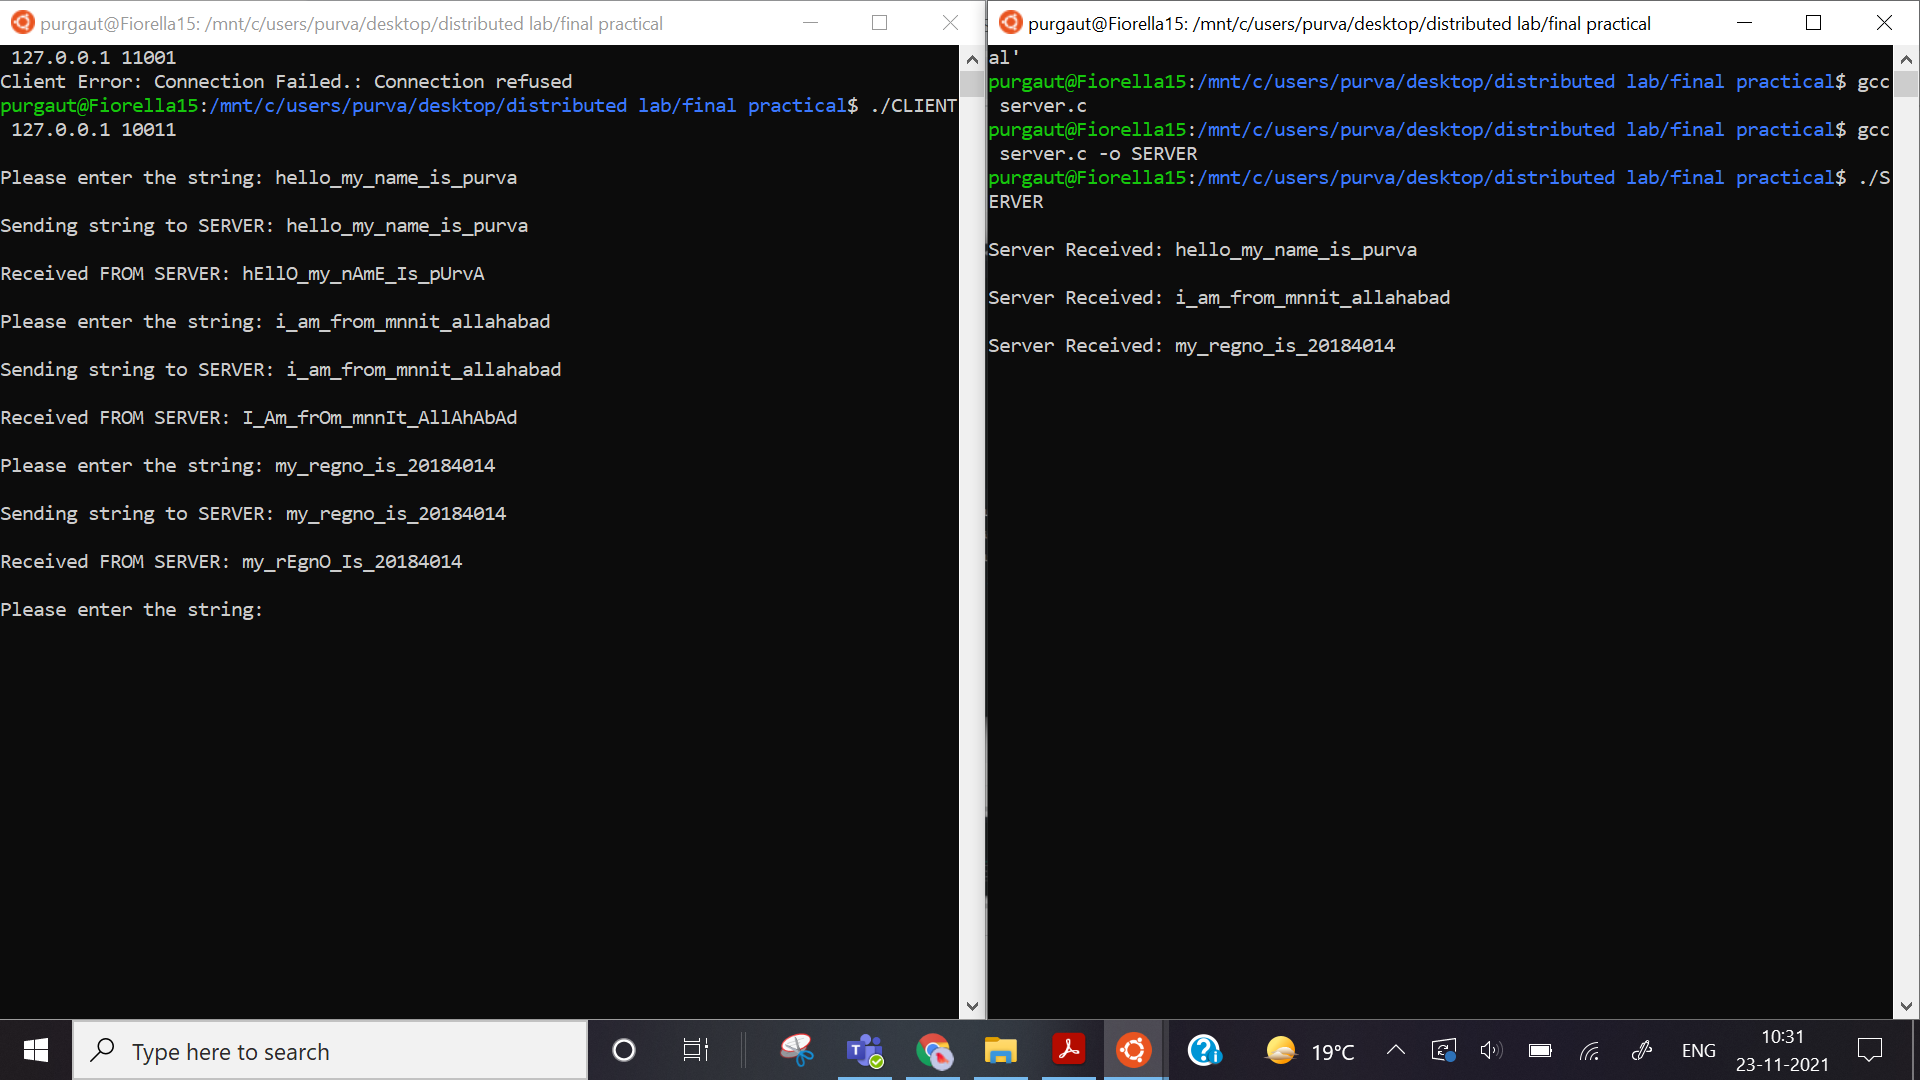 purgaut@Fiorella15: /mnt/c/users/purva/desktop/distributed lab/final practical
 127.0.0.1 11001
Client Error: Connection Failed.: Connection refused
purgaut@Fiorella15:/mnt/c/users/purva/desktop/distributed lab/final practical$ ./CLIENT
 127.0.0.1 10011
Please enter the string: hello_my_name_is_purva
Sending string to SERVER: hello_my_name_is_purva
Received FROM SERVER: hEllO_my_nAmE_Is_pUrvA
Please enter the string: i_am_from_mnnit_allahabad
Sending string to SERVER: i_am_from_mnnit_allahabad
Received FROM SERVER: I_Am_frOm_mnnIt_AllAhAbAd
Please enter the string: my_regno_is_20184014
Sending string to SERVER: my_regno_is_20184014
Received FROM SERVER: my_rEgnO_Is_20184014
Please enter the string:
purgaut@Fiorella15: /mnt/c/users/purva/desktop/distributed lab/final practical
al'
purgaut@Fiorella15:/mnt/c/users/purva/desktop/distributed lab/final practical$ gcc
 server.c
purgaut@Fiorella15:/mnt/c/users/purva/desktop/distributed lab/final practical$ gcc
 server.c -o SERVER
purgaut@Fiorella15:/mnt/c/users/purva/desktop/distributed lab/final practical$ ./S
ERVER
Server Received: hello_my_name_is_purva
Server Received: i_am_from_mnnit_allahabad
Server Received: my_regno_is_20184014
Type here to search
19°C
ENG
10:31
23-11-2021